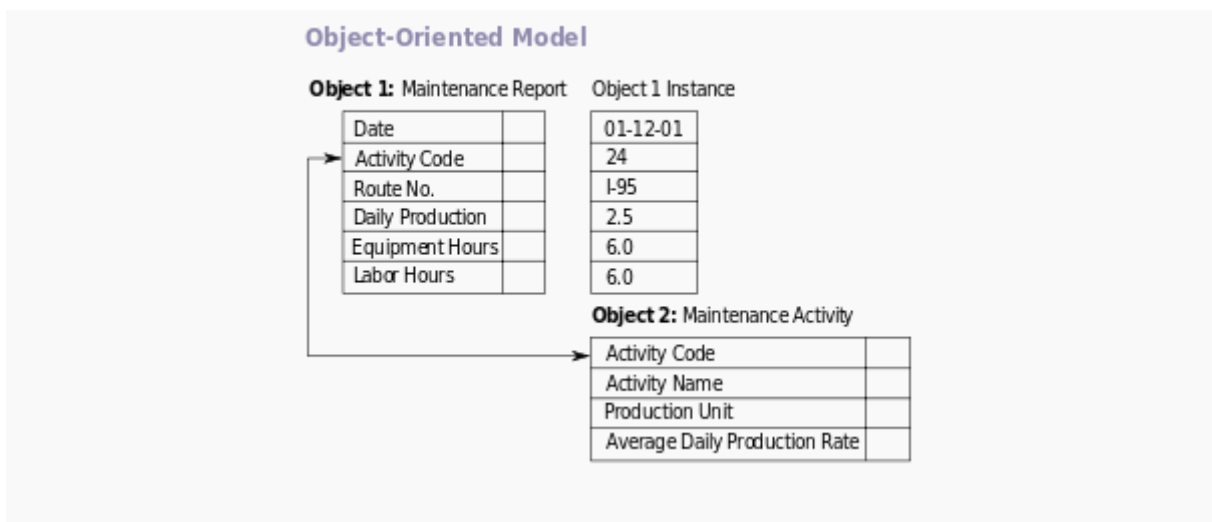 Object-Oriented Model
Object 1: Maintenance Report
Object 1 Instance
Date
01-12-01
Activity Code
24
Route No.
I-95
Daily Production
2.5
Equipment Hours
6.0
Labor Hours
6.0
Object 2: Maintenance Activity
Activity Code
Activity Name
Production Unit
Average Daily Production Rate